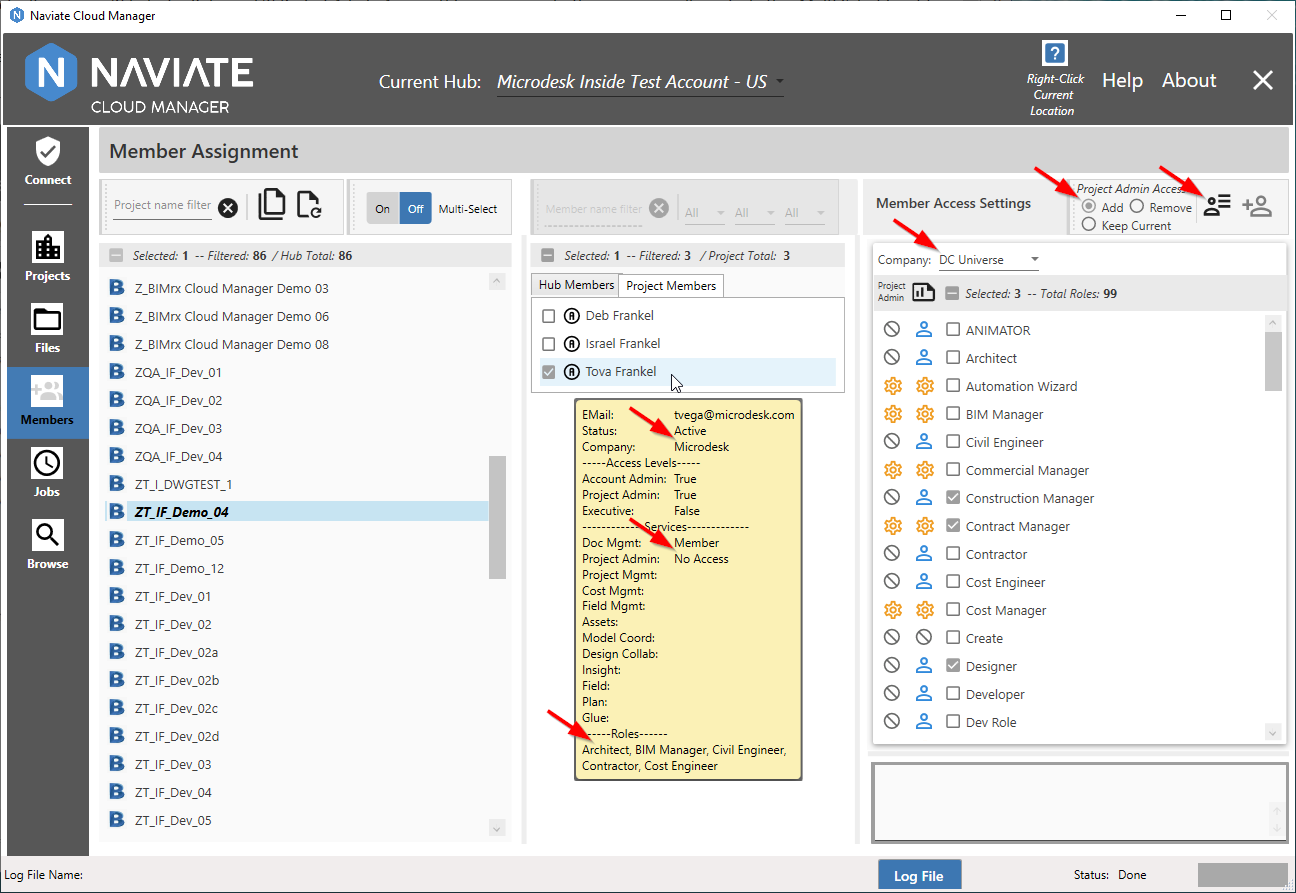 Naviate Cloud Manager
NAVIATE
CLOUD MANAGER
Current Hub: Microdesk Inside Test Account - US
?
Right-Click
Current
Location
Help
About
Connect
Projects
Files
Members
Jobs
Browse
Member Assignment
Project name filter
On
Off
Multi-Select
Selected: 1 -- Filtered: 86 / Hub Total: 86
Z_BIMrx Cloud Manager Demo 03
Z_BIMrx Cloud Manager Demo 06
Z_BIMrx Cloud Manager Demo 08
ZQA_IF_Dev_01
ZQA_IF_Dev_02
ZQA_IF_Dev_03
ZQA_IF_Dev_04
ZT_I_DWGTEST_1
ZT_IF_Demo_04
ZT_IF_Demo_05
ZT_IF_Demo_12
ZT_IF_Dev_01
ZT_IF_Dev_02
ZT_IF_Dev_02a
ZT_IF_Dev_02b
ZT_IF_Dev_02c
ZT_IF_Dev_02d
ZT_IF_Dev_03
ZT_IF_Dev_04
ZT_IF_Dev_05
Member name filter
All
All
All
Selected: 1 -- Filtered: 3 / Project Total: 3
Hub Members
Project Members
Deb Frankel
Israel Frankel
Tova Frankel
EMail: tvega@microdesk.com
Status: Active
Company: Microdesk
-----Access Levels-----
Account Admin: True
Project Admin: True
Executive: False
------------Services-------------
Doc Mgmt: Member
Project Admin: No Access
Project Mgmt:
Cost Mgmt:
Field Mgmt:
Assets:
Model Coord:
Design Collab:
Insight:
Field:
Plan:
Glue:
------Roles------
Architect, BIM Manager, Civil Engineer,
Contractor, Cost Engineer
Member Access Settings
Project Admin Access
Add
Remove
Keep Current
Company: DC Universe
Project
Admin
Selected: 3 -- Total Roles: 99
ANIMATOR
Architect
Automation Wizard
BIM Manager
Civil Engineer
Commercial Manager
Construction Manager
Contract Manager
Contractor
Cost Engineer
Cost Manager
Create
Designer
Developer
Dev Role
Log File Name:
Log File
Status: Done